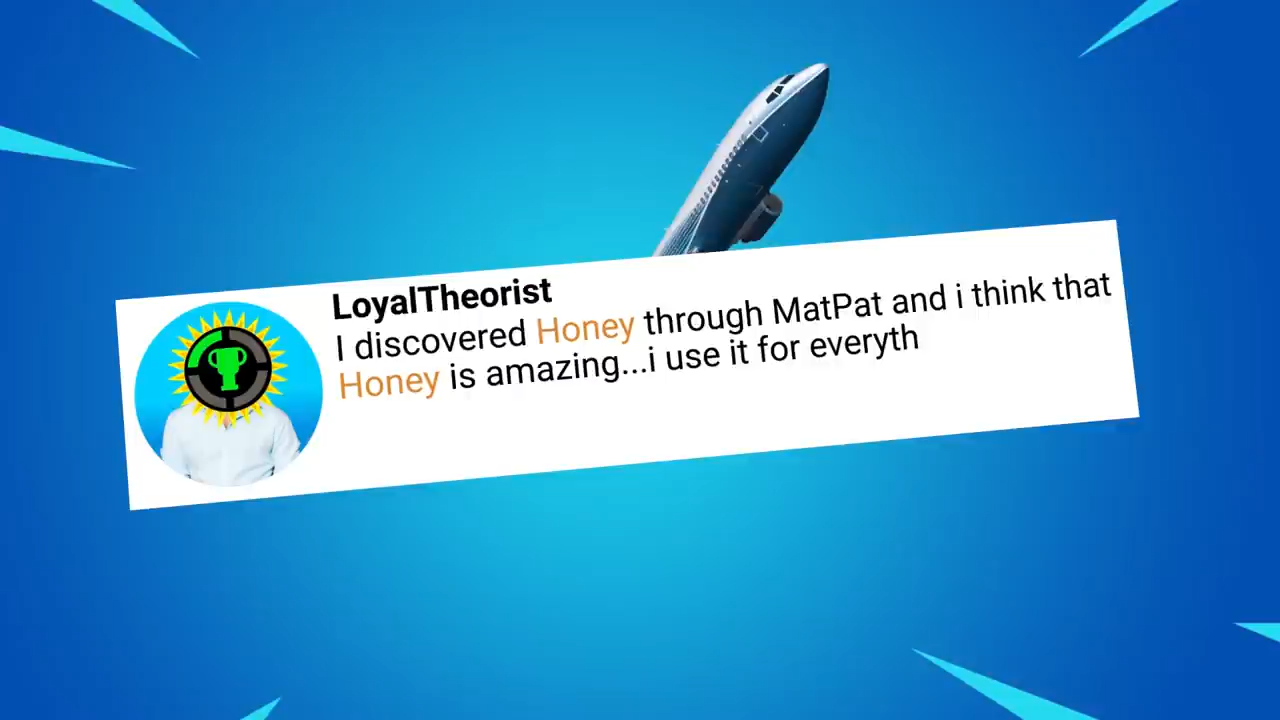 LoyalTheorist
I discovered Honey through MatPat and i think that
Honey is amazing...i use it for everyth